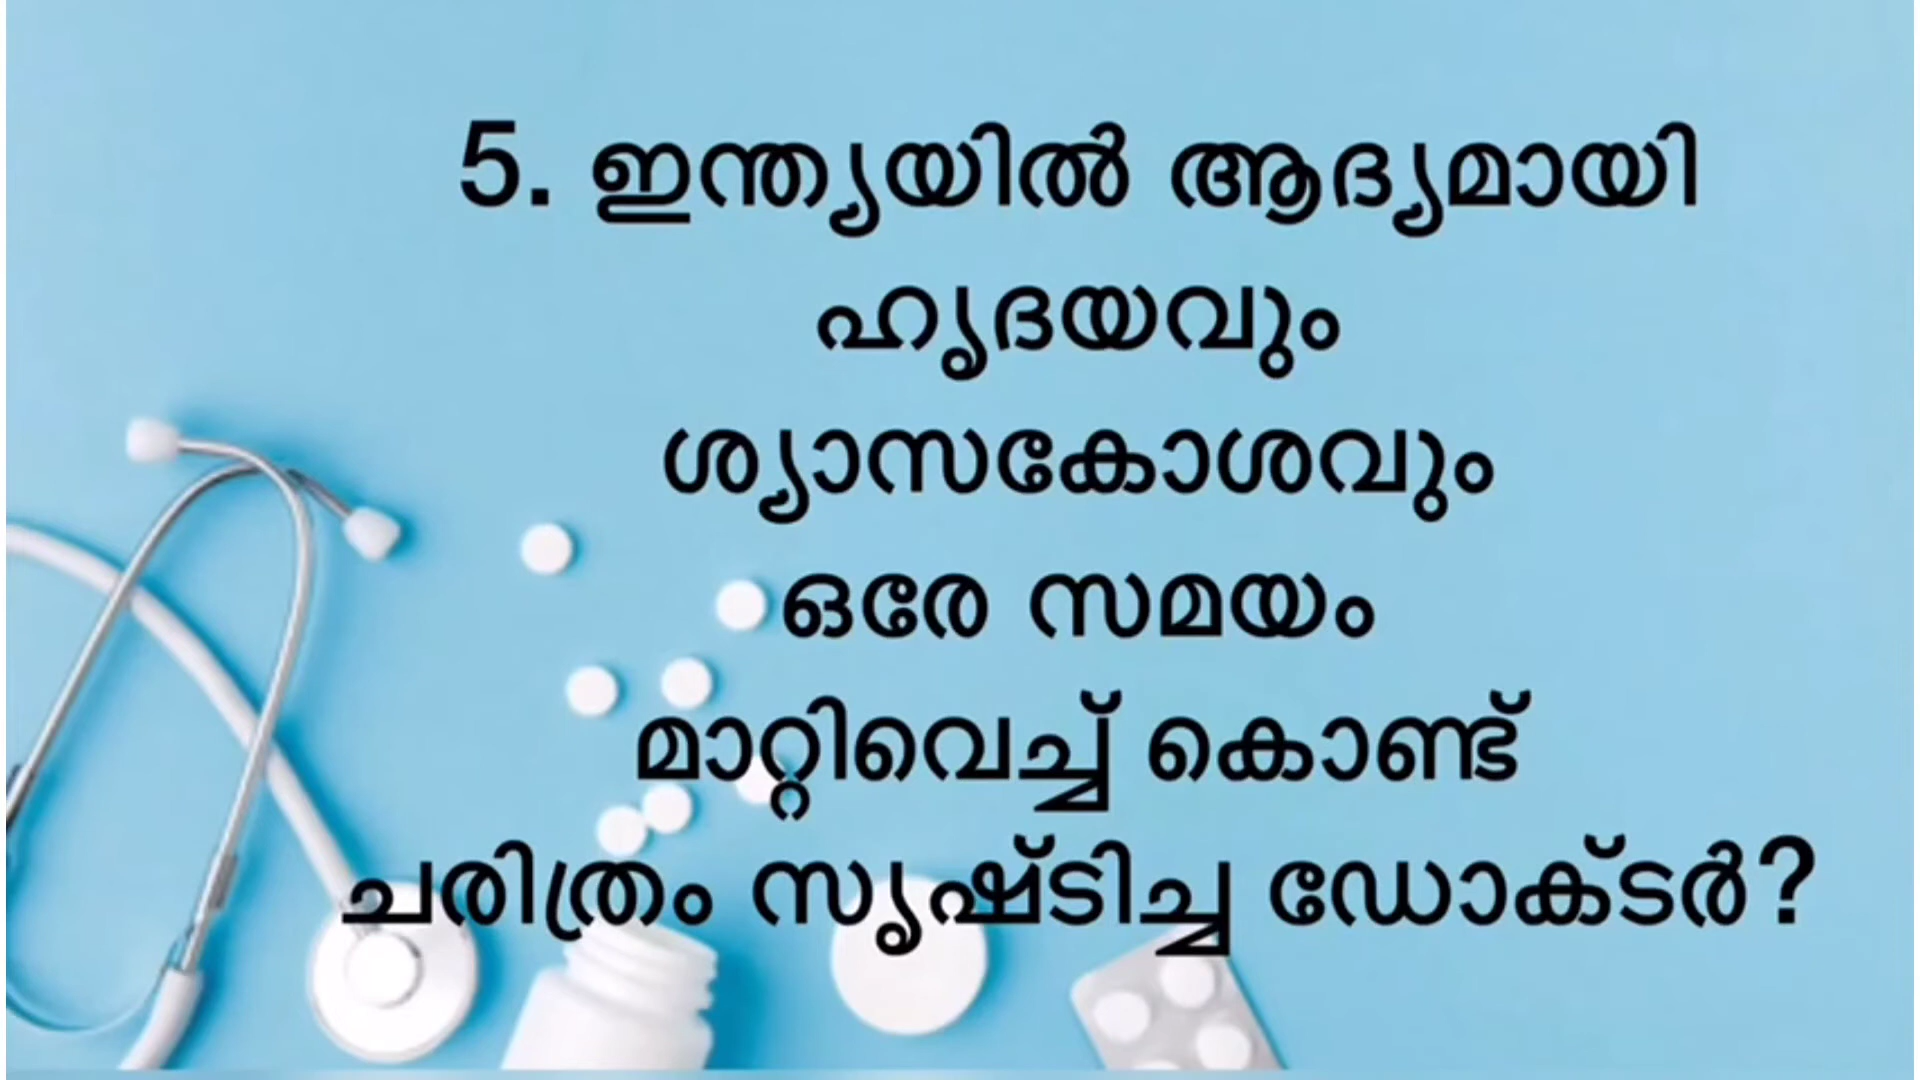 5. ഇന്ത്യയിൽ ആദ്യമായി
ഹൃദയവും
ശ്യാസകോശവും
ഒരേ സമയം
മാറ്റിവെച്ച് കൊണ്ട്
ചരിത്രം സൃഷ്ടിച്ച ഡോക്ടർ?